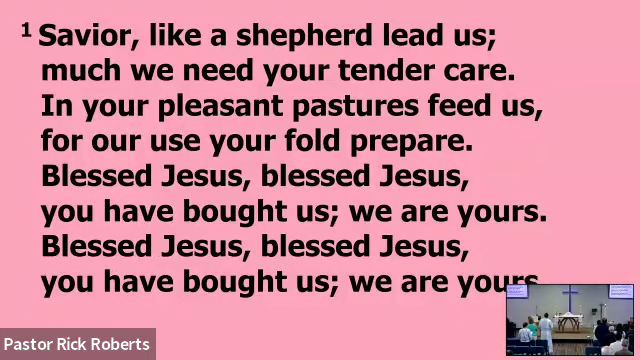 1 Savior, like a shepherd lead us;
much we need your tender care.
In your pleasant pastures feed us,
for our use your fold prepare.
Blessed Jesus, blessed Jesus,
you have bought us; we are yours.
Blessed Jesus, blessed Jesus,
you have bought us; we are yours
Pastor Rick Roberts